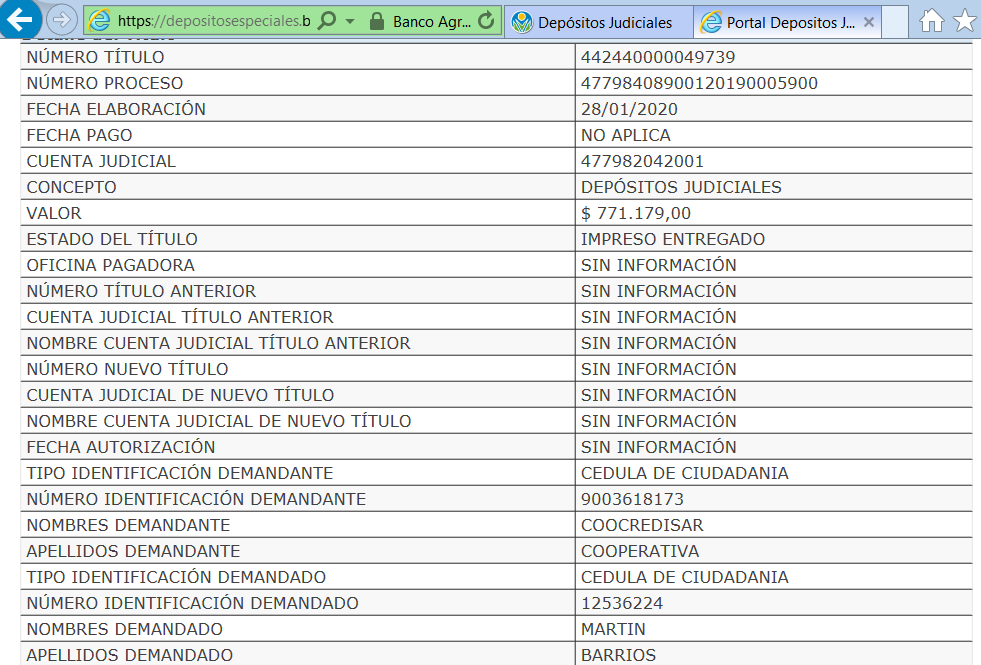 https://depositosespeciales.b Banco Agr... Depósitos Judiciales Portal Depositos J...
NÚMERO TÍTULO 442440000049739
NÚMERO PROCESO 47798408900120190005900
FECHA ELABORACIÓN 28/01/2020
FECHA PAGO NO APLICA
CUENTA JUDICIAL 477982042001
CONCEPTO DEPÓSITOS JUDICIALES
VALOR $ 771.179,00
ESTADO DEL TÍTULO IMPRESO ENTREGADO
OFICINA PAGADORA SIN INFORMACIÓN
NÚMERO TÍTULO ANTERIOR SIN INFORMACIÓN
CUENTA JUDICIAL TÍTULO ANTERIOR SIN INFORMACIÓN
NOMBRE CUENTA JUDICIAL TÍTULO ANTERIOR SIN INFORMACIÓN
NÚMERO NUEVO TÍTULO SIN INFORMACIÓN
CUENTA JUDICIAL DE NUEVO TÍTULO SIN INFORMACIÓN
NOMBRE CUENTA JUDICIAL DE NUEVO TÍTULO SIN INFORMACIÓN
FECHA AUTORIZACIÓN SIN INFORMACIÓN
TIPO IDENTIFICACIÓN DEMANDANTE CEDULA DE CIUDADANIA
NÚMERO IDENTIFICACIÓN DEMANDANTE 9003618173
NOMBRES DEMANDANTE COOCREDISAR
APELLIDOS DEMANDANTE COOPERATIVA
TIPO IDENTIFICACIÓN DEMANDADO CEDULA DE CIUDADANIA
NÚMERO IDENTIFICACIÓN DEMANDADO 12536224
NOMBRES DEMANDADO MARTIN
APELLIDOS DEMANDADO BARRIOS